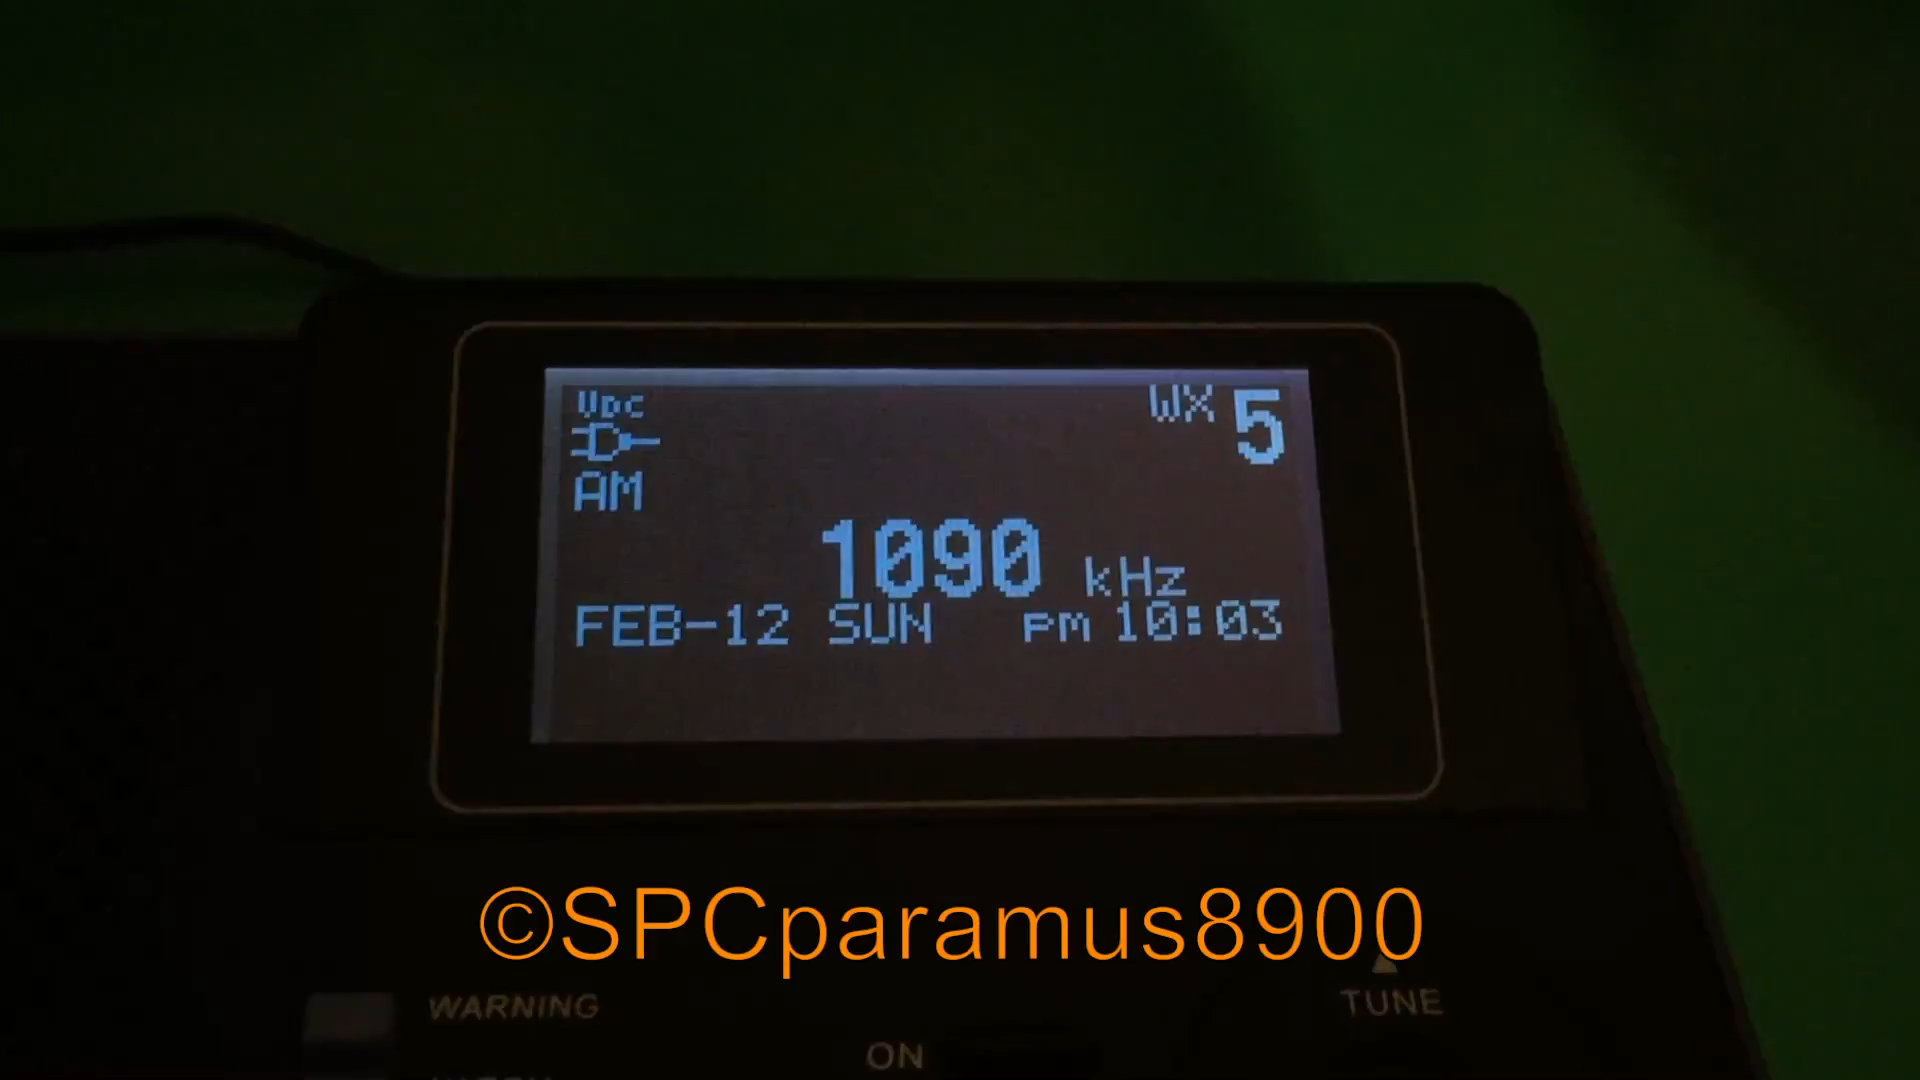 VDC
WX 5
AM
1090 kHz
FEB-12 SUN PM 10:03
©SPCparamus8900
WARNING
TUNE
ON